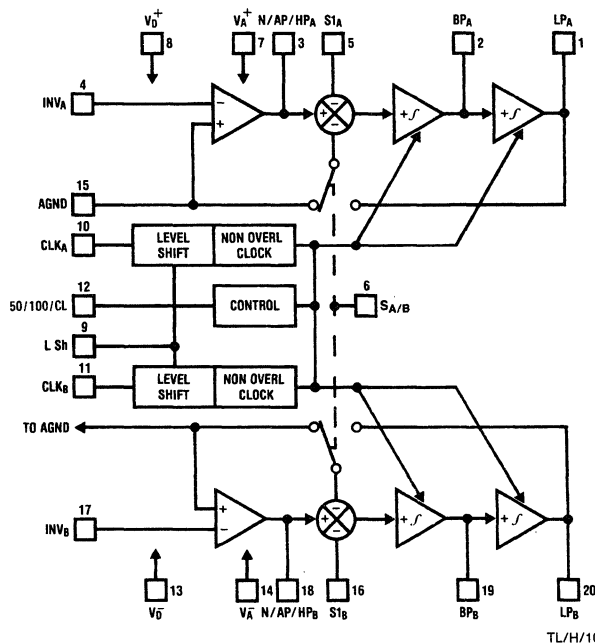 V_D^+ V_A^+ N/AP/HP_A S1_A BP_A LP_A
8 7 3 5 2 1
4
INV_A − + + − − +∫ +∫
15
AGND
10
CLK_A LEVEL SHIFT NON OVERL CLOCK
12 6
50/100/CL CONTROL S_A/B
9
L Sh
11
CLK_B LEVEL SHIFT NON OVERL CLOCK
TO AGND
17
INV_B + − + − − +∫ +∫
13 14 18 16 19 20
V_D^- V_A^- N/AP/HP_B S1_B BP_B LP_B